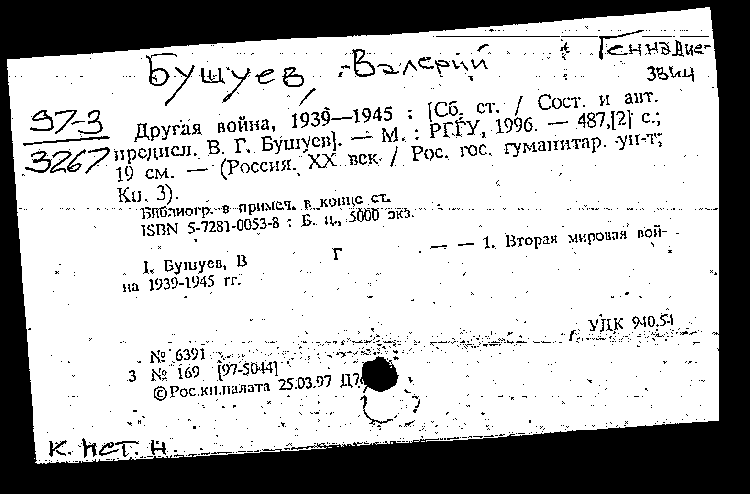 Бушуев, Валерий Геннадие-
вич
97-3
3267
Другая война, 1939—1945 : [Сб. ст. / Сост. и авт.
предисл. В. Г. Бушуев]. — М. : РГГУ, 1996. — 487,[2] с.;
19 см. — (Россия. XX век / Рос. гос. гуманитар. ун-т;
Кн. 3).
Библиогр. в примеч. в конце ст.
ISBN 5-7281-0053-8 : Б. ц., 5000 экз.
I. Бушуев, В Г — — 1. Вторая мировая вой-
на 1939-1945 гг.
УДК 940.54
№ 6391
3 № 169 [97-5044]
© Рос.кн.палата 25.03.97
К. ист. н.